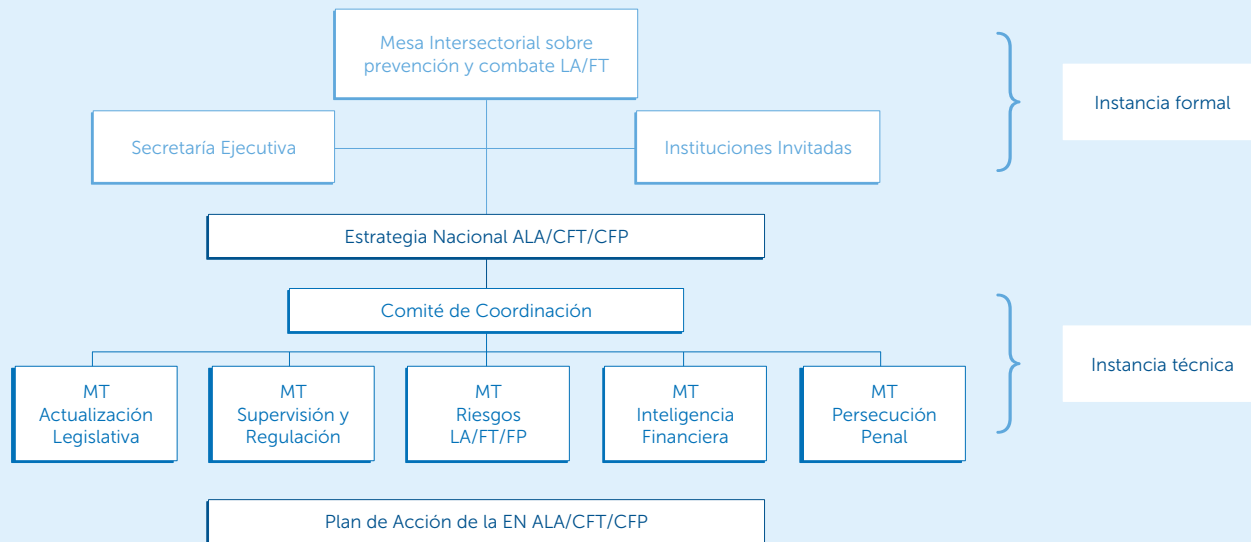 Mesa Intersectorial sobre
prevención y combate LA/FT
Instancia formal
Secretaría Ejecutiva
Instituciones Invitadas
Estrategia Nacional ALA/CFT/CFP
Comité de Coordinación
Instancia técnica
MT
Actualización
Legislativa
MT
Supervisión y
Regulación
MT
Riesgos
LA/FT/FP
MT
Inteligencia
Financiera
MT
Persecución
Penal
Plan de Acción de la EN ALA/CFT/CFP